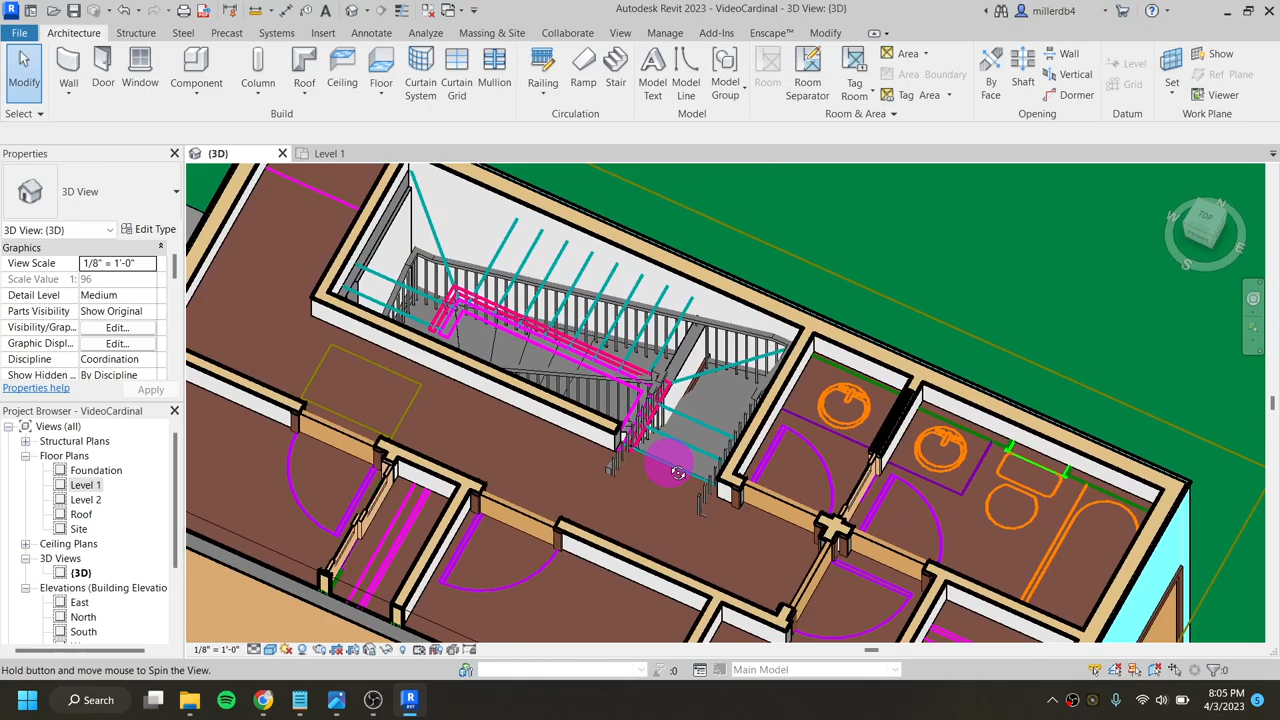 Autodesk Revit 2023 - VideoCardinal - 3D View: {3D}
millerdb4
File Architecture Structure Steel Precast Systems Insert Annotate Analyze Massing & Site Collaborate View Manage Add-Ins Enscape™ Modify
Modify Wall Door Window Component Column Roof Ceiling Floor Curtain System Curtain Grid Mullion Railing Ramp Stair Model Text Model Line Model Group Room Room Separator Tag Room
Area
Area Boundary
Tag Area
By Face Shaft
Wall
Vertical
Dormer
Level
Grid
Set
Show
Ref Plane
Viewer
Select Build Circulation Model Room & Area Opening Datum Work Plane
Properties
{3D}
Level 1
3D View
3D View: {3D}
Edit Type
Graphics
View Scale 1/8" = 1'-0"
Scale Value 1: 96
Detail Level Medium
Parts Visibility Show Original
Visibility/Grap... Edit...
Graphic Displ... Edit...
Discipline Coordination
Show Hidden ... By Discipline
Properties help Apply
Project Browser - VideoCardinal
Views (all)
Structural Plans
Floor Plans
Foundation
Level 1
Level 2
Roof
Site
Ceiling Plans
3D Views
{3D}
Elevations (Building Elevatio
East
North
South
TOP
N
W
E
S
1/8" = 1'-0"
Hold button and move mouse to Spin the View.
:0
Main Model
:0
Search
8:05 PM
4/3/2023